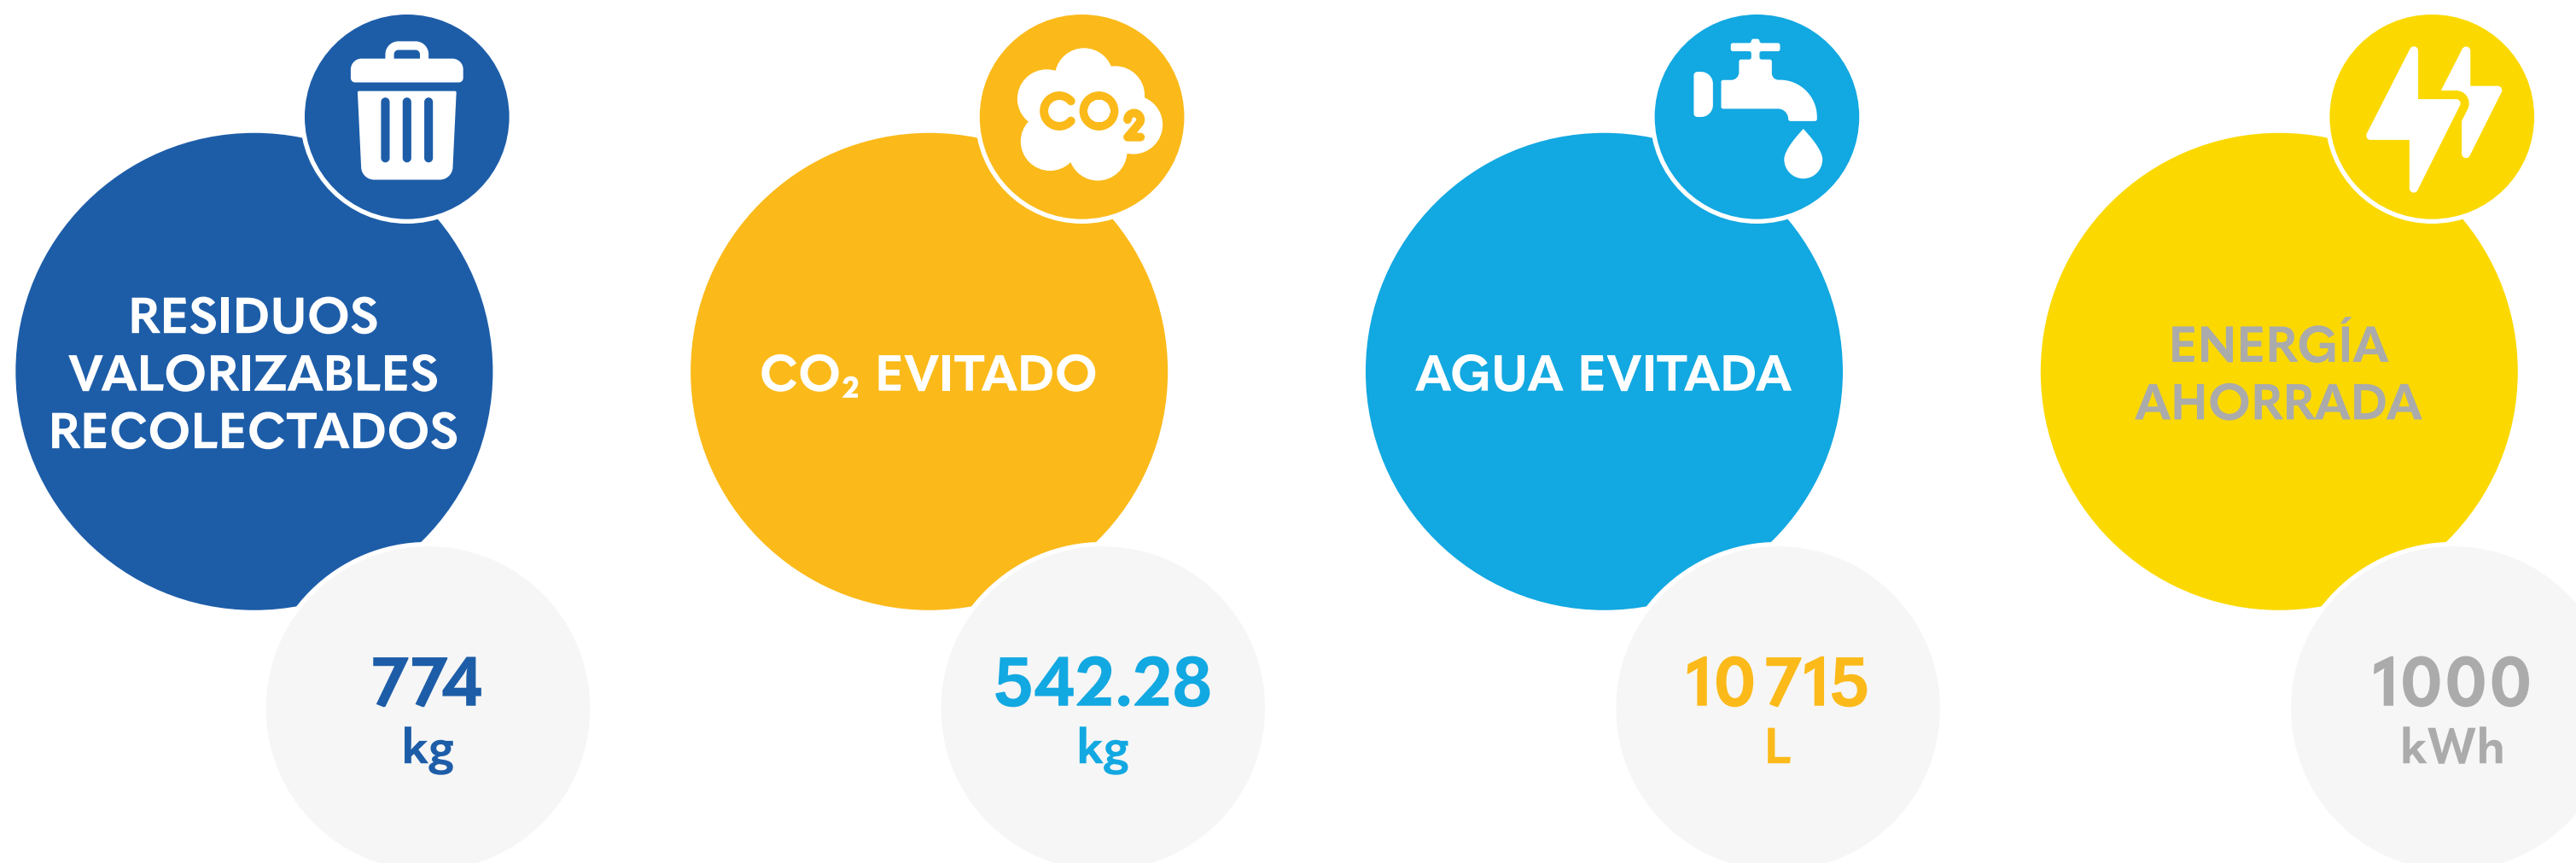 CO₂
RESIDUOS
VALORIZABLES
RECOLECTADOS
774
kg
CO₂ EVITADO
542.28
kg
AGUA EVITADA
10 715
L
ENERGÍA
AHORRADA
1000
kWh